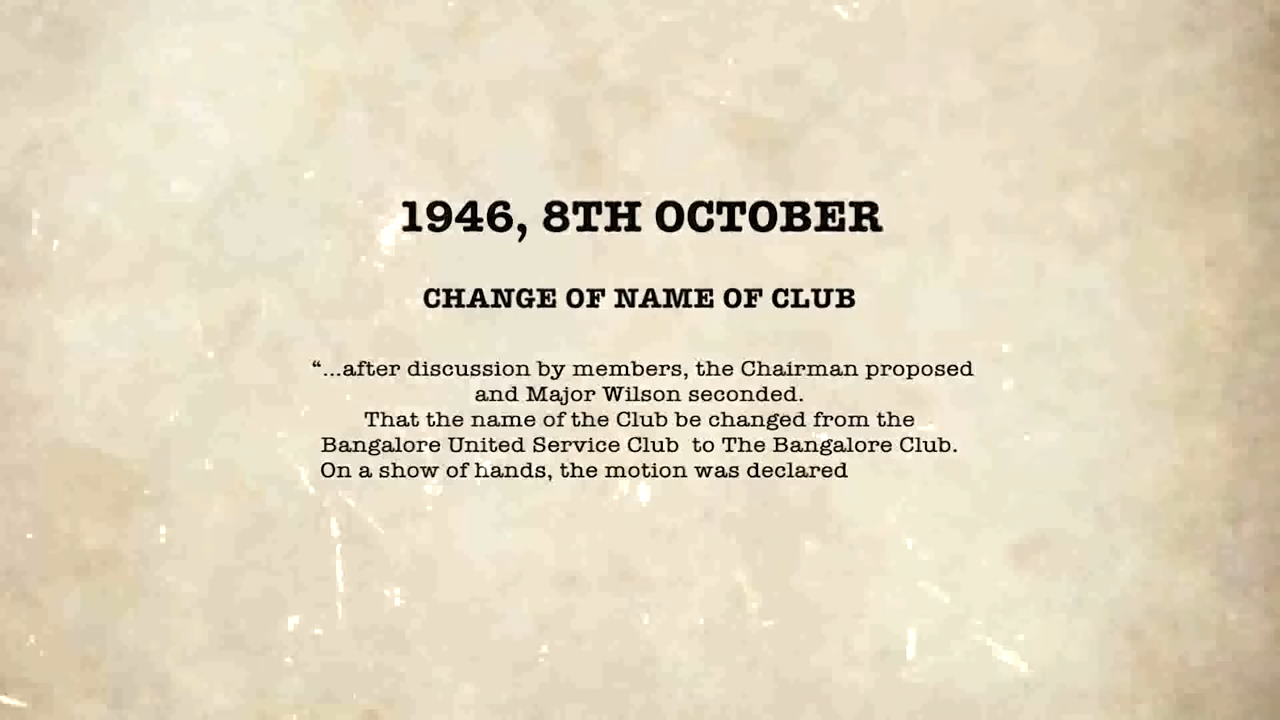 1946, 8TH OCTOBER
CHANGE OF NAME OF CLUB
“...after discussion by members, the Chairman proposed
and Major Wilson seconded.
That the name of the Club be changed from the
Bangalore United Service Club  to The Bangalore Club.
On a show of hands, the motion was declared